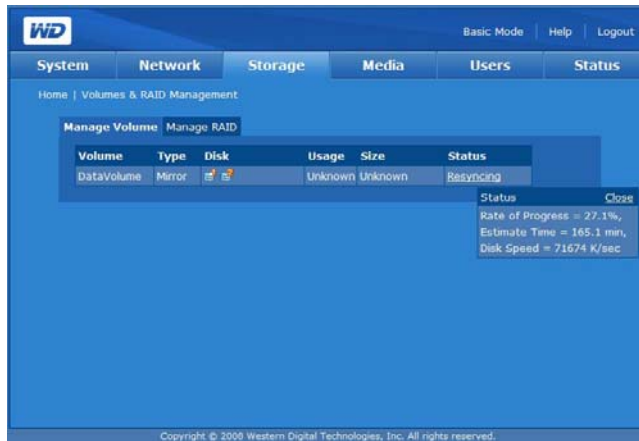 WD
Basic Mode | Help | Logout
System Network Storage Media Users Status
Home | Volumes & RAID Management
Manage Volume Manage RAID
Volume Type Disk Usage Size Status
DataVolume Mirror Unknown Unknown Resyncing
Status Close
Rate of Progress = 27.1%,
Estimate Time = 165.1 min,
Disk Speed = 71674 K/sec
Copyright © 2008 Western Digital Technologies, Inc. All rights reserved.